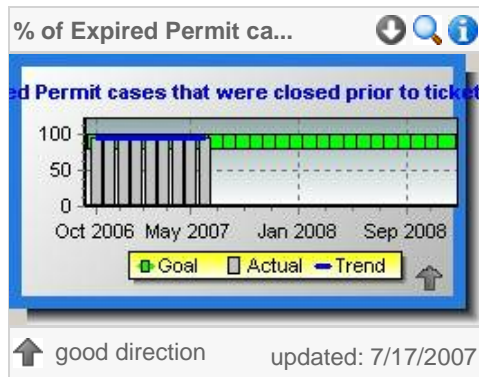 % of Expired Permit ca...
ed Permit cases that were closed prior to ticket
100
50
0
Oct 2006 May 2007 Jan 2008 Sep 2008
Goal Actual Trend
good direction updated: 7/17/2007